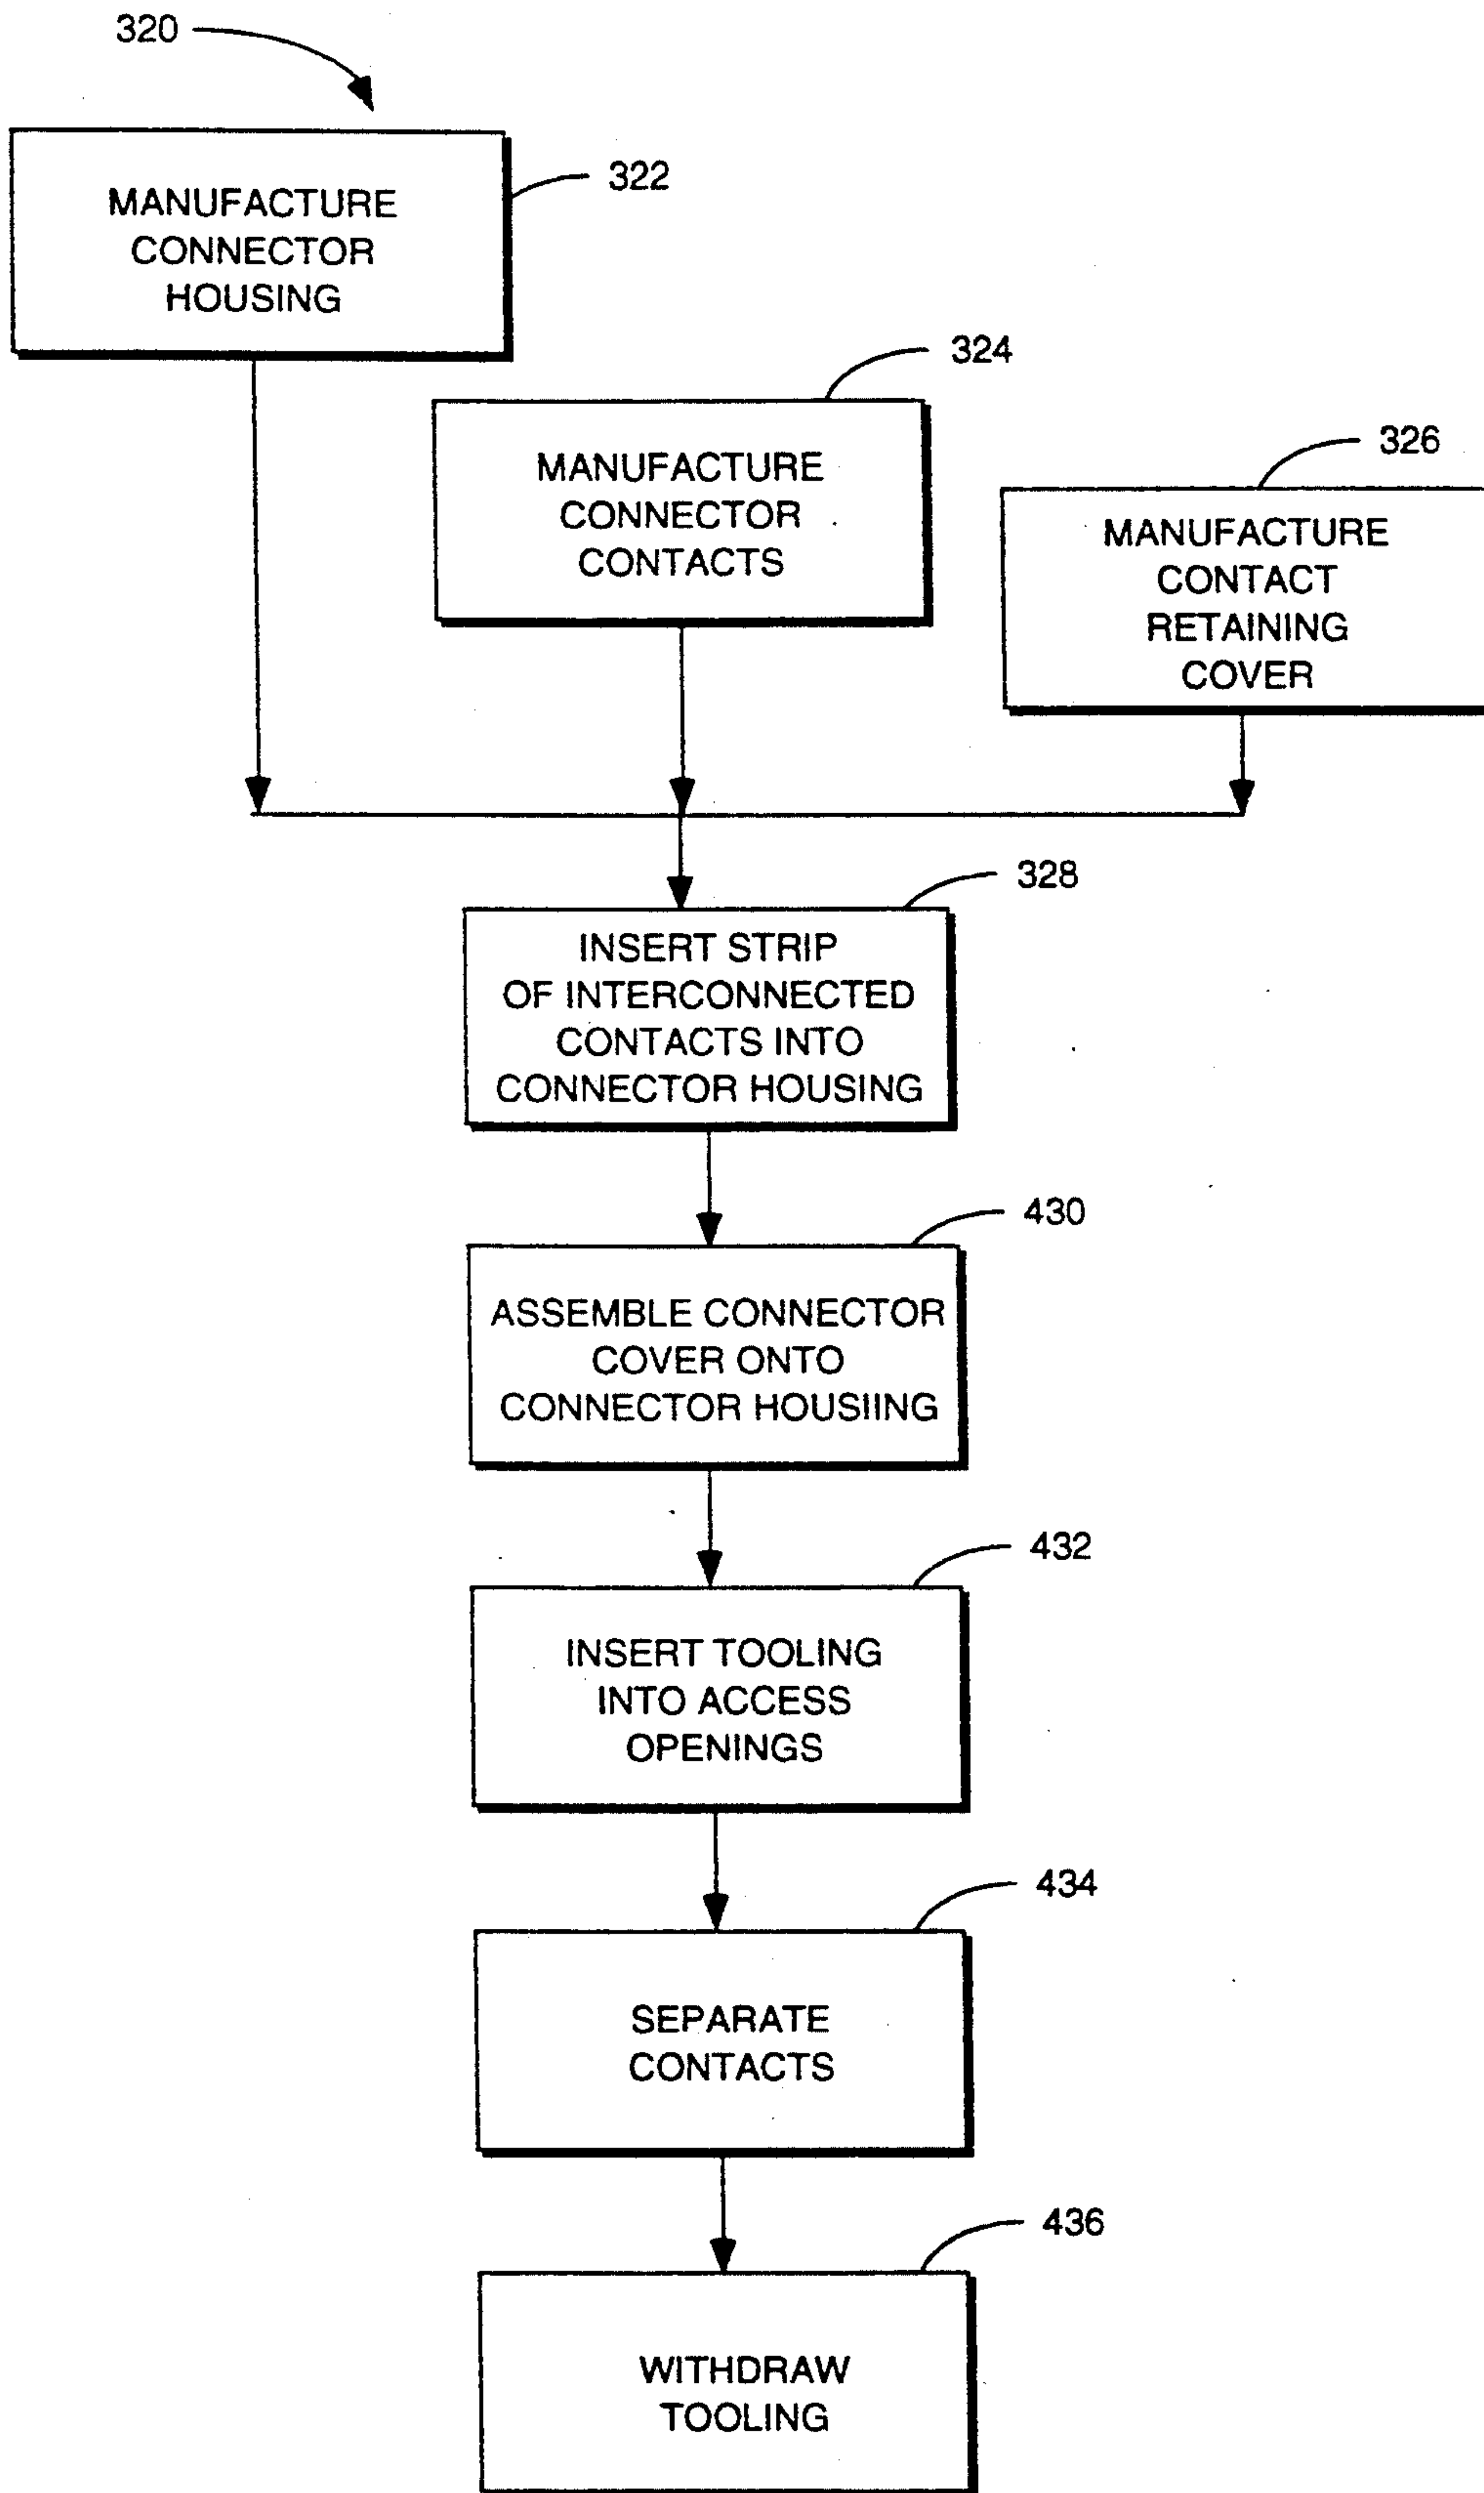 320
MANUFACTURE
CONNECTOR
HOUSING
322
324
MANUFACTURE
CONNECTOR
CONTACTS
326
MANUFACTURE
CONTACT
RETAINING
COVER
328
INSERT STRIP
OF INTERCONNECTED
CONTACTS INTO
CONNECTOR HOUSING
430
ASSEMBLE CONNECTOR
COVER ONTO
CONNECTOR HOUSIING
432
INSERT TOOLING
INTO ACCESS
OPENINGS
434
SEPARATE
CONTACTS
436
WITHDRAW
TOOLING